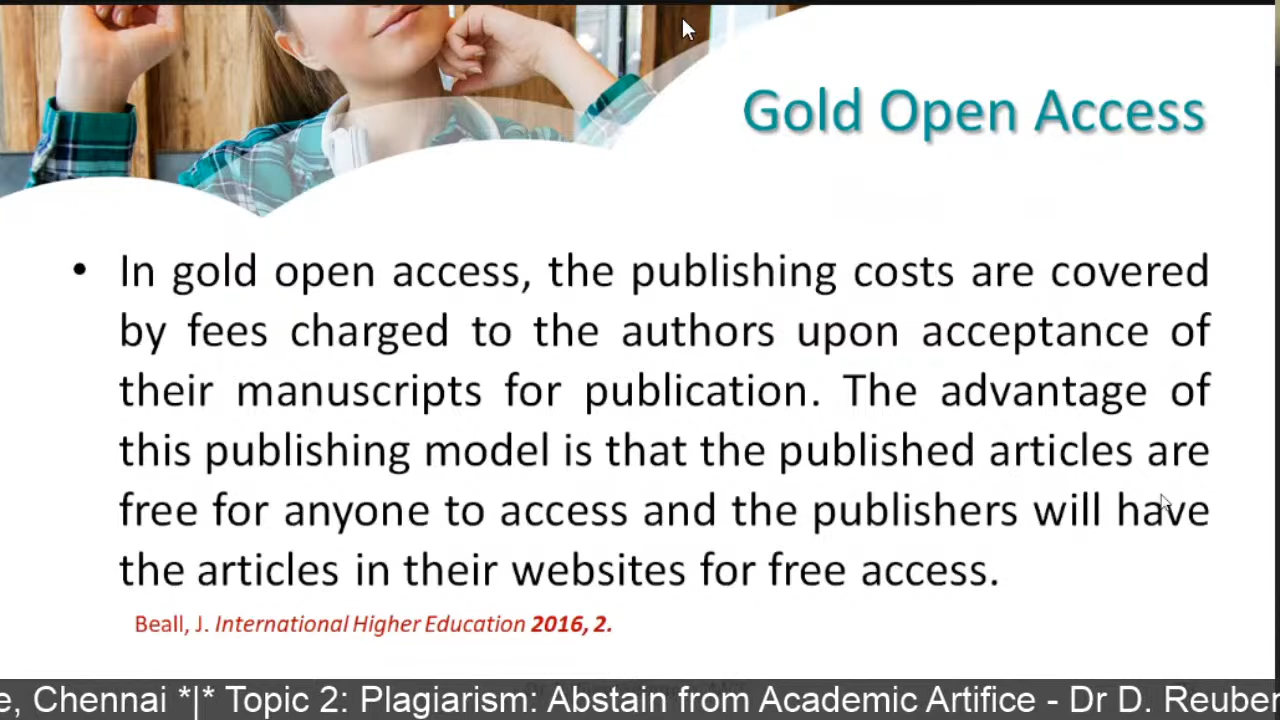 Gold Open Access
• In gold open access, the publishing costs are covered
by fees charged to the authors upon acceptance of
their manuscripts for publication. The advantage of
this publishing model is that the published articles are
free for anyone to access and the publishers will have
the articles in their websites for free access.
Beall, J. International Higher Education 2016, 2.
e, Chennai *|* Topic 2: Plagiarism: Abstain from Academic Artifice - Dr D. Reuben